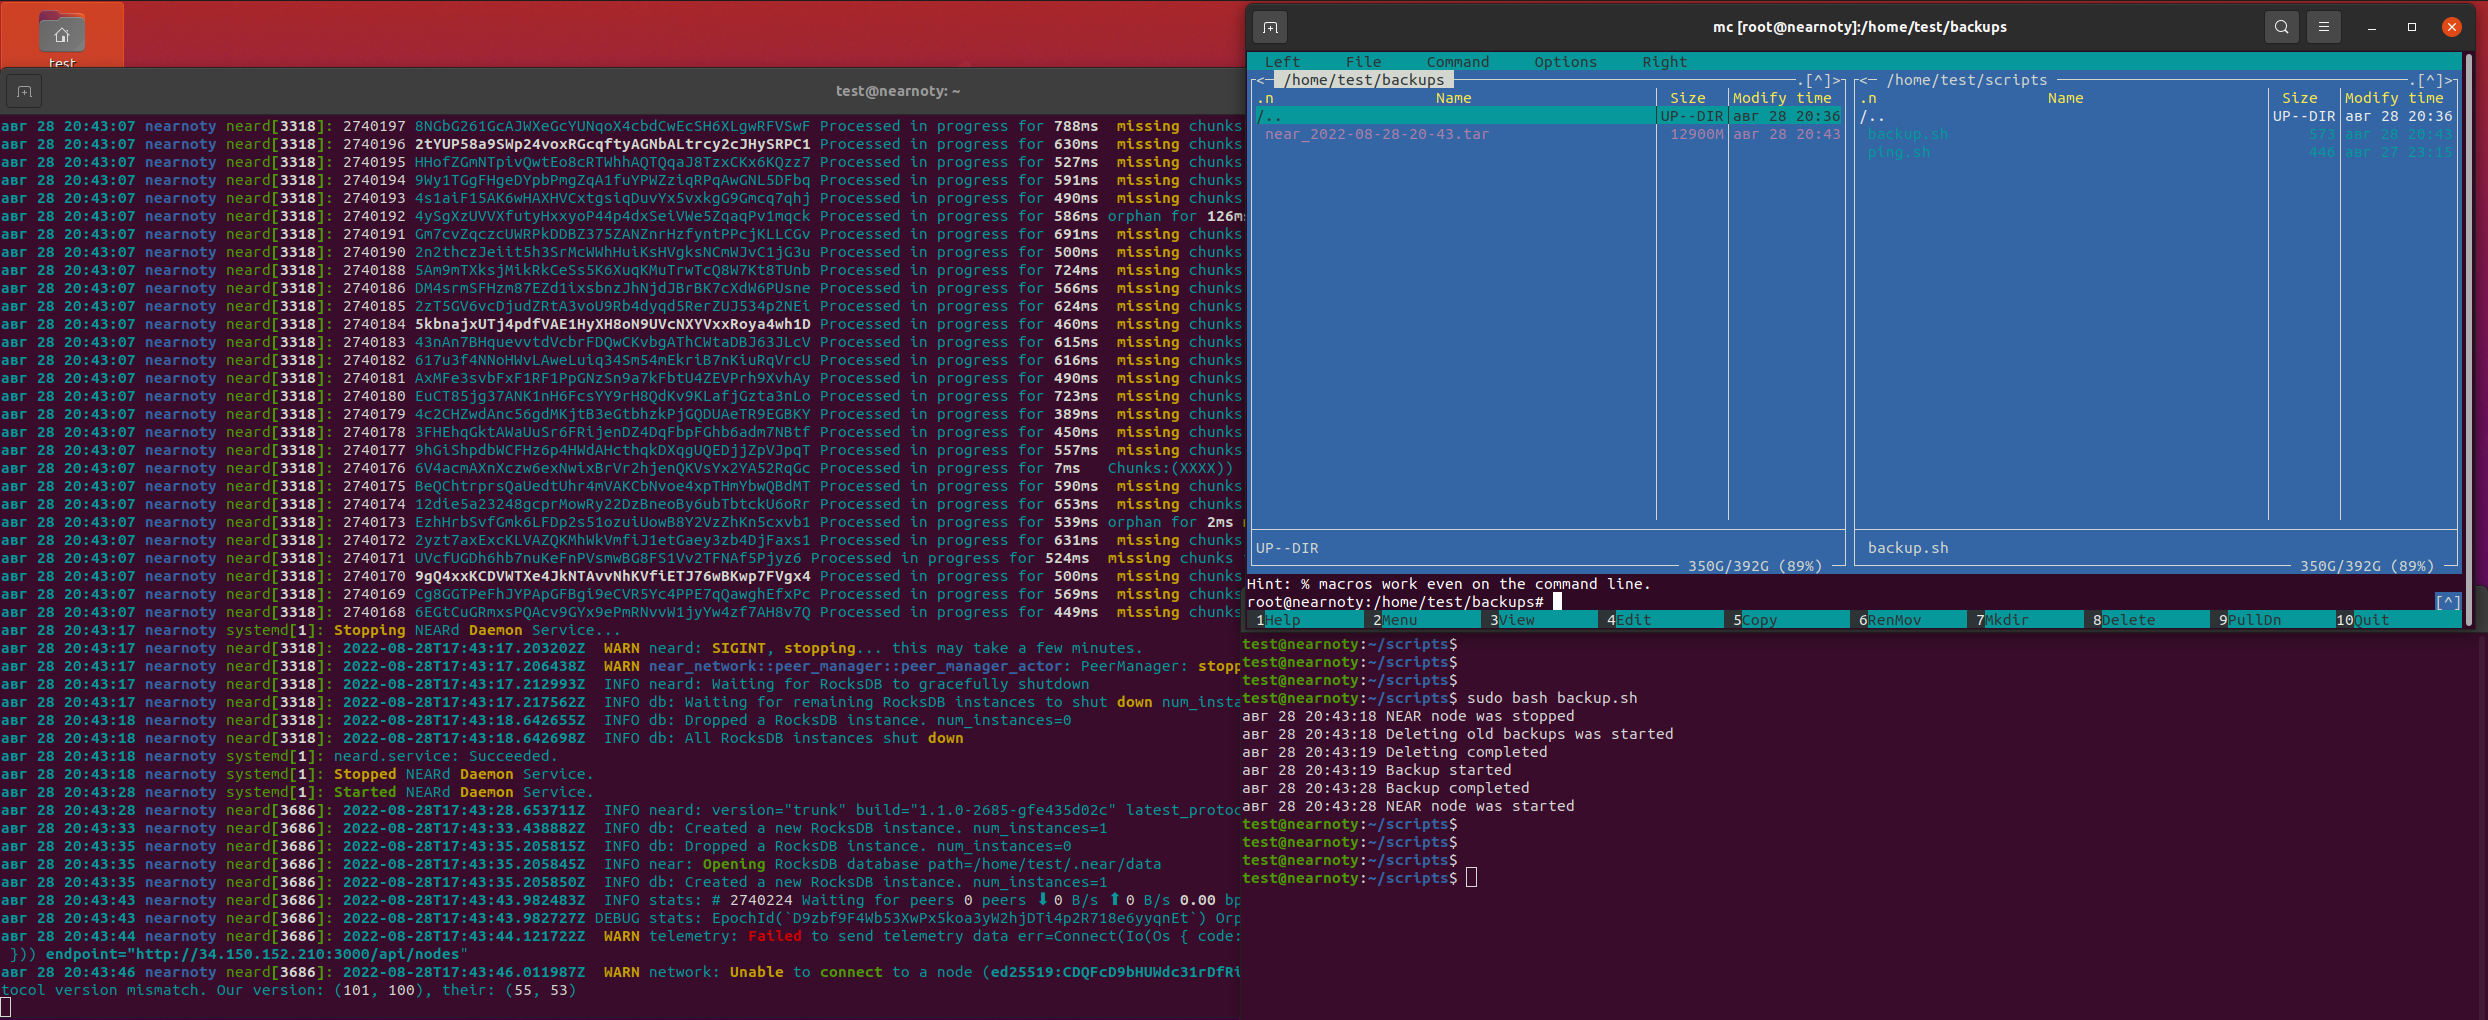 test
test@nearnoty: ~
авг 28 20:43:07 nearnoty neard[3318]: 2740197 8NGbG261GcAJWXeGcYUNqoX4cbdCwEcSH6XLgwRFVSwF Processed in progress for 788ms missing chunks
авг 28 20:43:07 nearnoty neard[3318]: 2740196 2tYUP58a9SWp24voxRGcqftyAGNbALtrcy2cJHySRPC1 Processed in progress for 630ms missing chunks
авг 28 20:43:07 nearnoty neard[3318]: 2740195 HHofZGmNTpivQwtEo8cRTWhhAQTQqaJ8TzxCKx6KQzz7 Processed in progress for 527ms missing chunks
авг 28 20:43:07 nearnoty neard[3318]: 2740194 9Wy1TGgFHgeDYpbPmgZqA1fuYPWZziqRPqAwGNL5DFbq Processed in progress for 591ms missing chunks
авг 28 20:43:07 nearnoty neard[3318]: 2740193 4s1aiF15AK6wHAXHVCxtgsiqDuvYx5vxkgG9Gmcq7qhj Processed in progress for 490ms missing chunks
авг 28 20:43:07 nearnoty neard[3318]: 2740192 4ySgXzUVVXfutyHxxyoP44p4dxSeiVWe5ZqaqPv1mqck Processed in progress for 586ms orphan for 126ms
авг 28 20:43:07 nearnoty neard[3318]: 2740191 Gm7cvZqczcUWRPkDDBZ375ZANZnrHzfyntPPcjKLLCGv Processed in progress for 691ms missing chunks
авг 28 20:43:07 nearnoty neard[3318]: 2740190 2n2thczJeiit5h3SrMcWWhHuiKsHVgksNCmWJvC1jG3u Processed in progress for 500ms missing chunks
авг 28 20:43:07 nearnoty neard[3318]: 2740188 5Am9mTXksjMikRkCeSs5K6XuqKMuTrwTcQ8W7Kt8TUnb Processed in progress for 724ms missing chunks
авг 28 20:43:07 nearnoty neard[3318]: 2740186 DM4srmSFHzm87EZd1ixsbnzJhNjdJBrBK7cXdW6PUsne Processed in progress for 566ms missing chunks
авг 28 20:43:07 nearnoty neard[3318]: 2740185 2zT5GV6vcDjudZRtA3voU9Rb4dyqd5RerZUJ534p2NEi Processed in progress for 624ms missing chunks
авг 28 20:43:07 nearnoty neard[3318]: 2740184 5kbnajxUTj4pdfVAE1HyXH8oN9UVcNXYVxxRoya4wh1D Processed in progress for 460ms missing chunks
авг 28 20:43:07 nearnoty neard[3318]: 2740183 43nAn7BHquevvtdVcbrFDQwCKvbgAThCWtaDBJ63JLcV Processed in progress for 615ms missing chunks
авг 28 20:43:07 nearnoty neard[3318]: 2740182 617u3f4NNoHWvLAweLuiq34Sm54mEkriB7nKiuRqVrcU Processed in progress for 616ms missing chunks
авг 28 20:43:07 nearnoty neard[3318]: 2740181 AxMFe3svbFxF1RF1PpGNzSn9a7kFbtU4ZEVPrh9XvhAy Processed in progress for 490ms missing chunks
авг 28 20:43:07 nearnoty neard[3318]: 2740180 EuCT85jg37ANK1nH6FcsYY9rH8QdKv9KLafjGzta3nLo Processed in progress for 723ms missing chunks
авг 28 20:43:07 nearnoty neard[3318]: 2740179 4c2CHZwdAnc56gdMKjtB3eGtbhzkPjGQDUAeTR9EGBKY Processed in progress for 389ms missing chunks
авг 28 20:43:07 nearnoty neard[3318]: 2740178 3FHEhqGktAWaUuSr6FRijenDZ4DqFbpFGhb6adm7NBtf Processed in progress for 450ms missing chunks
авг 28 20:43:07 nearnoty neard[3318]: 2740177 9hGiShpdbWCFHz6p4HWdAHcthqkDXqgUQEDjjZpVJpqT Processed in progress for 557ms missing chunks
авг 28 20:43:07 nearnoty neard[3318]: 2740176 6V4acmAXnXczw6exNwixBrVr2hjenQKVsYx2YA52RqGc Processed in progress for 7ms Chunks:(XXXX))
авг 28 20:43:07 nearnoty neard[3318]: 2740175 BeQChtrprsQaUedtUhr4mVAKCbNvoe4xpTHmYbwQBdMT Processed in progress for 590ms missing chunks
авг 28 20:43:07 nearnoty neard[3318]: 2740174 12die5a23248gcprMowRy22DzBneoBy6ubTbtckU6oRr Processed in progress for 653ms missing chunks
авг 28 20:43:07 nearnoty neard[3318]: 2740173 EzhHrbSvfGmk6LFDp2s51ozuiUowB8Y2VzZhKn5cxvb1 Processed in progress for 539ms orphan for 2ms
авг 28 20:43:07 nearnoty neard[3318]: 2740172 2yzt7axExcKLVAZQKMhWkVmfiJ1etGaey3zb4DjFaxs1 Processed in progress for 631ms missing chunks
авг 28 20:43:07 nearnoty neard[3318]: 2740171 UVcfUGDh6hb7nuKeFnPVsmwBG8FS1Vv2TFNAf5Pjyz6 Processed in progress for 524ms missing chunks
авг 28 20:43:07 nearnoty neard[3318]: 2740170 9gQ4xxKCDVWTXe4JkNTAvvNhKVfiETJ76wBKwp7FVgx4 Processed in progress for 500ms missing chunks
авг 28 20:43:07 nearnoty neard[3318]: 2740169 Cg8GGTPeFhJYPApGFBgi9eCVR5Yc4PPE7qQawghEfxPc Processed in progress for 569ms missing chunks
авг 28 20:43:07 nearnoty neard[3318]: 2740168 6EGtCuGRmxsPQAcv9GYx9ePmRNvvW1jyYw4zf7AH8v7Q Processed in progress for 449ms missing chunks
авг 28 20:43:17 nearnoty systemd[1]: Stopping NEARd Daemon Service...
авг 28 20:43:17 nearnoty neard[3318]: 2022-08-28T17:43:17.203202Z WARN neard: SIGINT, stopping... this may take a few minutes.
авг 28 20:43:17 nearnoty neard[3318]: 2022-08-28T17:43:17.206438Z WARN near_network::peer_manager::peer_manager_actor: PeerManager: stopp
авг 28 20:43:17 nearnoty neard[3318]: 2022-08-28T17:43:17.212993Z INFO neard: Waiting for RocksDB to gracefully shutdown
авг 28 20:43:17 nearnoty neard[3318]: 2022-08-28T17:43:17.217562Z INFO db: Waiting for remaining RocksDB instances to shut down num_insta
авг 28 20:43:18 nearnoty neard[3318]: 2022-08-28T17:43:18.642655Z INFO db: Dropped a RocksDB instance. num_instances=0
авг 28 20:43:18 nearnoty neard[3318]: 2022-08-28T17:43:18.642698Z INFO db: All RocksDB instances shut down
авг 28 20:43:18 nearnoty systemd[1]: neard.service: Succeeded.
авг 28 20:43:18 nearnoty systemd[1]: Stopped NEARd Daemon Service.
авг 28 20:43:28 nearnoty systemd[1]: Started NEARd Daemon Service.
авг 28 20:43:28 nearnoty neard[3686]: 2022-08-28T17:43:28.653711Z INFO neard: version="trunk" build="1.1.0-2685-gfe435d02c" latest_protoc
авг 28 20:43:33 nearnoty neard[3686]: 2022-08-28T17:43:33.438882Z INFO db: Created a new RocksDB instance. num_instances=1
авг 28 20:43:35 nearnoty neard[3686]: 2022-08-28T17:43:35.205815Z INFO db: Dropped a RocksDB instance. num_instances=0
авг 28 20:43:35 nearnoty neard[3686]: 2022-08-28T17:43:35.205845Z INFO near: Opening RocksDB database path=/home/test/.near/data
авг 28 20:43:35 nearnoty neard[3686]: 2022-08-28T17:43:35.205850Z INFO db: Created a new RocksDB instance. num_instances=1
авг 28 20:43:43 nearnoty neard[3686]: 2022-08-28T17:43:43.982483Z INFO stats: # 2740224 Waiting for peers 0 peers ⬇ 0 B/s ⬆ 0 B/s 0.00 bp
авг 28 20:43:43 nearnoty neard[3686]: 2022-08-28T17:43:43.982727Z DEBUG stats: EpochId(`D9zbf9F4Wb53XwPx5koa3yW2hjDTi4p2R718e6yyqnEt`) Orp
авг 28 20:43:44 nearnoty neard[3686]: 2022-08-28T17:43:44.121722Z WARN telemetry: Failed to send telemetry data err=Connect(Io(Os { code:
})) endpoint="http://34.150.152.210:3000/api/nodes"
авг 28 20:43:46 nearnoty neard[3686]: 2022-08-28T17:43:46.011987Z WARN network: Unable to connect to a node (ed25519:CDQFcD9bHUWdc31rDfRi
tocol version mismatch. Our version: (101, 100), their: (55, 53)
mc [root@nearnoty]:/home/test/backups
Left File Command Options Right
<─ /home/test/backups .[^]> <─ /home/test/scripts .[^]>
.n Name Size Modify time .n Name Size Modify time
/.. UP--DIR авг 28 20:36 /.. UP--DIR авг 28 20:36
near_2022-08-28-20-43.tar 12900M авг 28 20:43 backup.sh 573 авг 28 20:43
ping.sh 446 авг 27 23:15
UP--DIR backup.sh
350G/392G (89%) 350G/392G (89%)
Hint: % macros work even on the command line.
root@nearnoty:/home/test/backups# [^]
1Help 2Menu 3View 4Edit 5Copy 6RenMov 7Mkdir 8Delete 9PullDn 10Quit
test@nearnoty:~/scripts$
test@nearnoty:~/scripts$
test@nearnoty:~/scripts$
test@nearnoty:~/scripts$ sudo bash backup.sh
авг 28 20:43:18 NEAR node was stopped
авг 28 20:43:18 Deleting old backups was started
авг 28 20:43:19 Deleting completed
авг 28 20:43:19 Backup started
авг 28 20:43:28 Backup completed
авг 28 20:43:28 NEAR node was started
test@nearnoty:~/scripts$
test@nearnoty:~/scripts$
test@nearnoty:~/scripts$
test@nearnoty:~/scripts$